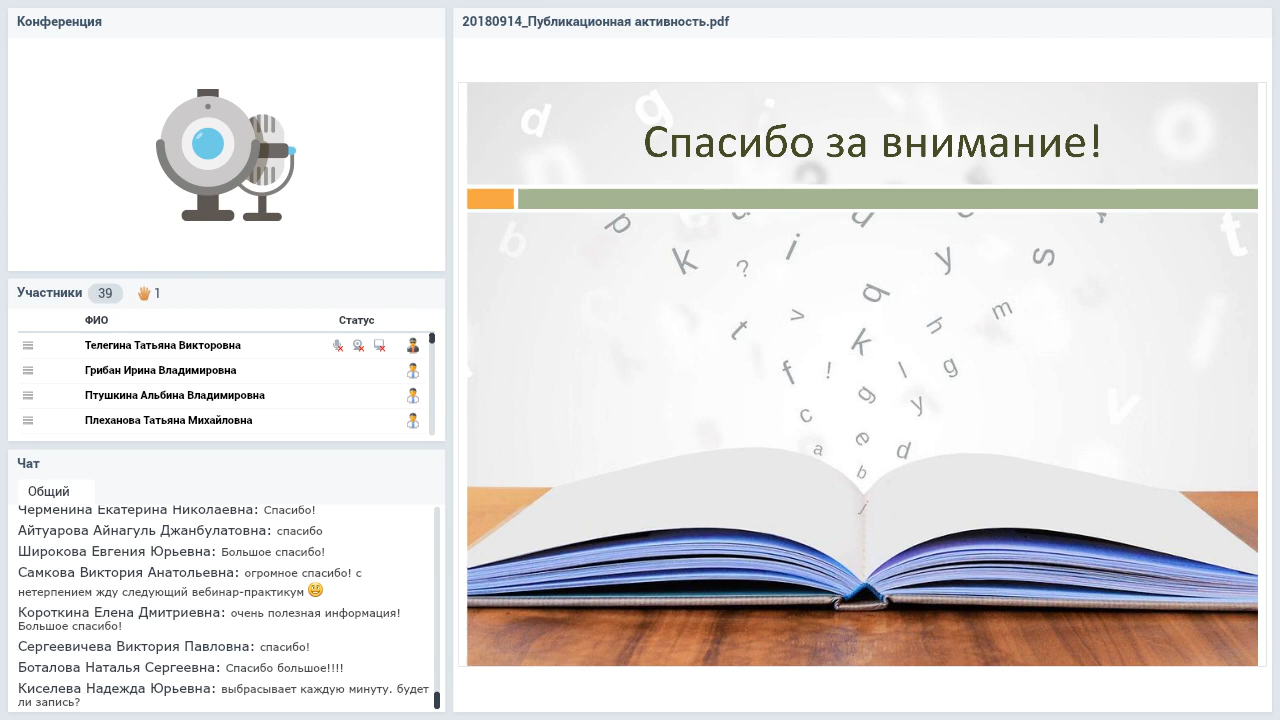 Конференция
20180914_Публикационная активность.pdf
Спасибо за внимание!
Участники 39 1
ФИО Статус
Телегина Татьяна Викторовна
Грибан Ирина Владимировна
Птушкина Альбина Владимировна
Плеханова Татьяна Михайловна
Чат
Общий
Черменина Екатерина Николаевна: Спасибо!
Айтуарова Айнагуль Джанбулатовна: спасибо
Широкова Евгения Юрьевна: Большое спасибо!
Самкова Виктория Анатольевна: огромное спасибо! с
нетерпением жду следующий вебинар-практикум
Короткина Елена Дмитриевна: очень полезная информация!
Большое спасибо!
Сергеевичева Виктория Павловна: спасибо!
Боталова Наталья Сергеевна: Спасибо большое!!!!
Киселева Надежда Юрьевна: выбрасывает каждую минуту. будет
ли запись?